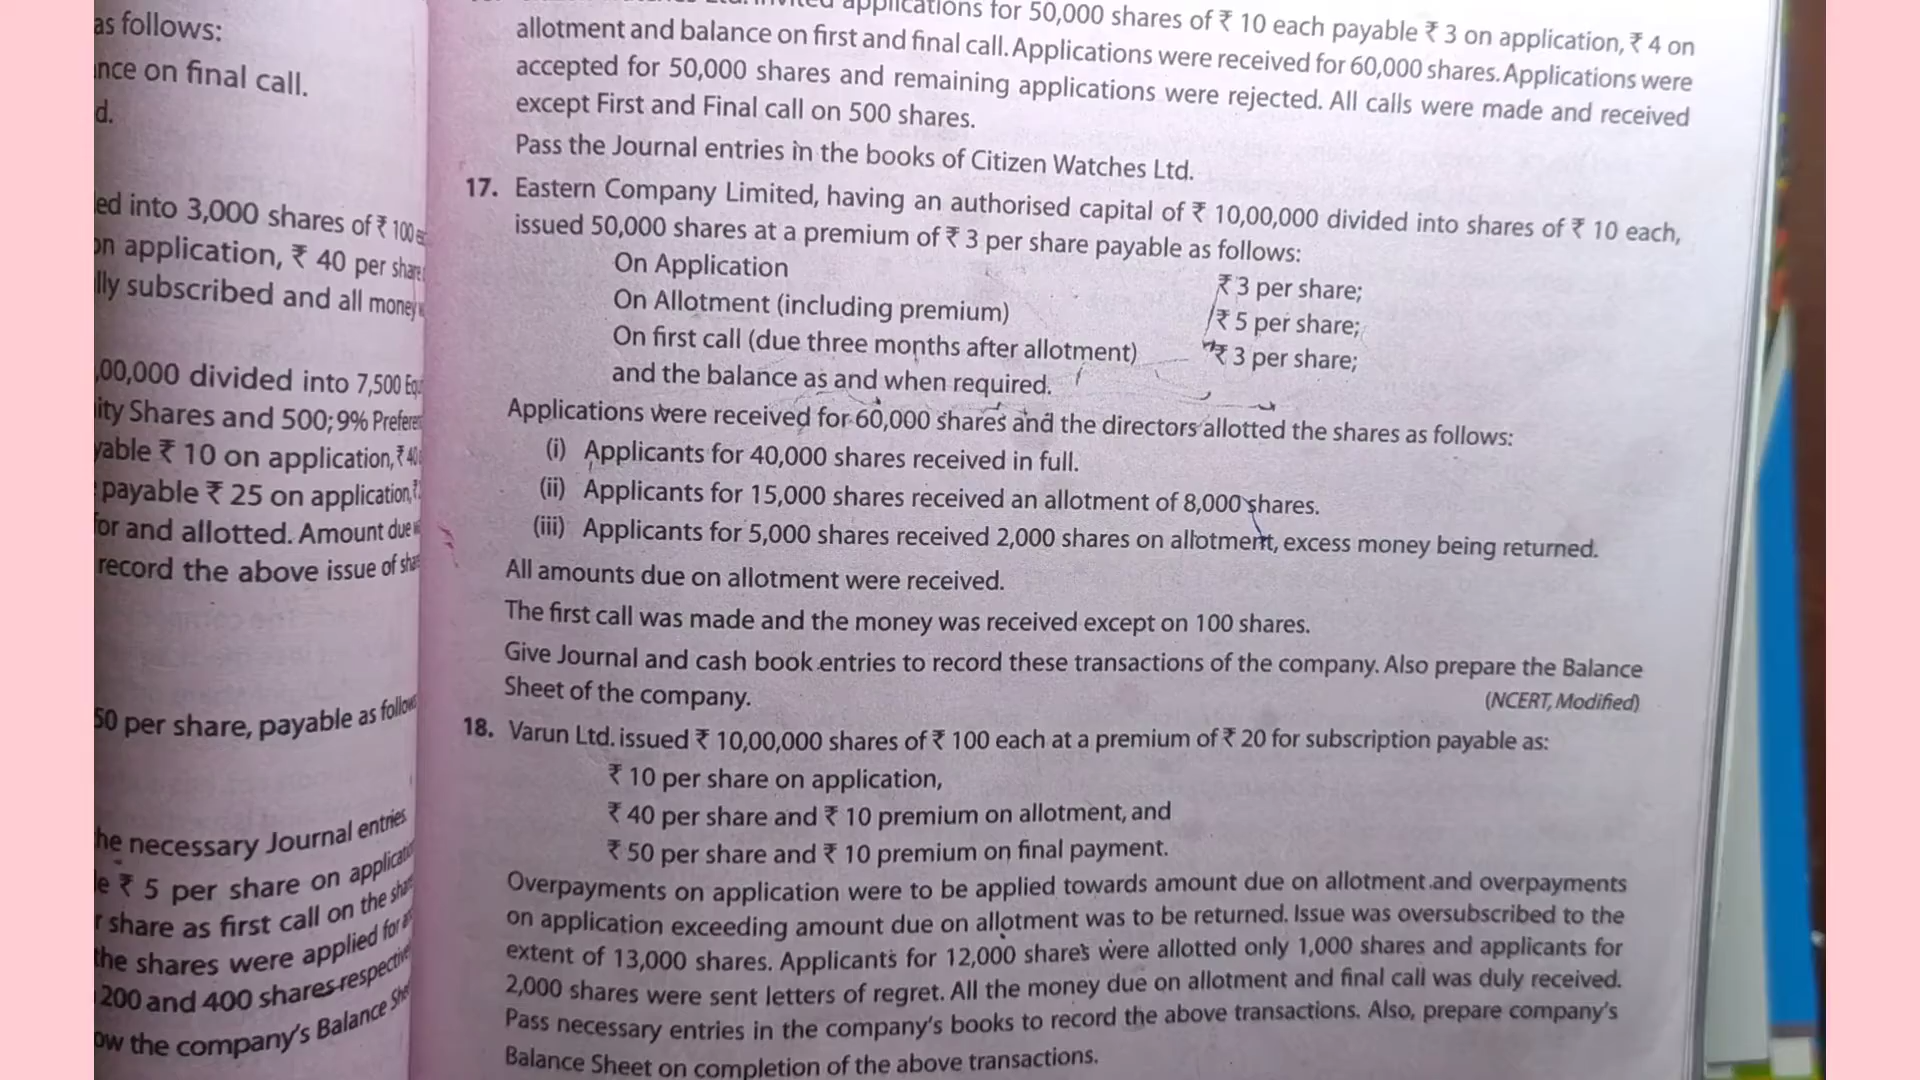 as follows:
nce on final call.
d.
ed into 3,000 shares of ₹ 100
on application, ₹ 40 per share
lly subscribed and all money
,00,000 divided into 7,500
ity Shares and 500; 9%
yable ₹ 10 on application, ₹
payable ₹ 25 on application,
for and allotted. Amount due
record the above issue of
50 per share, payable as
he necessary Journal entries.
le ₹ 5 per share on
r share as first call on the
the shares were applied for
200 and 400 shares
ow the company's Balance
applications for 50,000 shares of ₹ 10 each payable ₹ 3 on application, ₹ 4 on
allotment and balance on first and final call. Applications were received for 60,000 shares. Applications were
accepted for 50,000 shares and remaining applications were rejected. All calls were made and received
except First and Final call on 500 shares.
Pass the Journal entries in the books of Citizen Watches Ltd.
17. Eastern Company Limited, having an authorised capital of ₹ 10,00,000 divided into shares of ₹ 10 each,
issued 50,000 shares at a premium of ₹ 3 per share payable as follows:
On Application ₹ 3 per share;
On Allotment (including premium) ₹ 5 per share;
On first call (due three months after allotment) ₹ 3 per share;
and the balance as and when required.
Applications were received for 60,000 shares and the directors allotted the shares as follows:
(i) Applicants for 40,000 shares received in full.
(ii) Applicants for 15,000 shares received an allotment of 8,000 shares.
(iii) Applicants for 5,000 shares received 2,000 shares on allotment, excess money being returned.
All amounts due on allotment were received.
The first call was made and the money was received except on 100 shares.
Give Journal and cash book entries to record these transactions of the company. Also prepare the Balance
Sheet of the company. (NCERT, Modified)
18. Varun Ltd. issued ₹ 10,00,000 shares of ₹ 100 each at a premium of ₹ 20 for subscription payable as:
₹ 10 per share on application,
₹ 40 per share and ₹ 10 premium on allotment, and
₹ 50 per share and ₹ 10 premium on final payment.
Overpayments on application were to be applied towards amount due on allotment and overpayments
on application exceeding amount due on allotment was to be returned. Issue was oversubscribed to the
extent of 13,000 shares. Applicants for 12,000 shares were allotted only 1,000 shares and applicants for
2,000 shares were sent letters of regret. All the money due on allotment and final call was duly received.
Pass necessary entries in the company's books to record the above transactions. Also, prepare company's
Balance Sheet on completion of the above transactions.